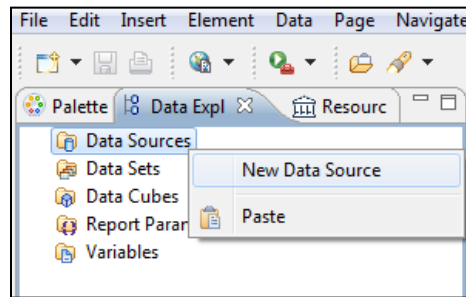 File Edit Insert Element Data Page Navigate
Palette Data Expl Resourc
Data Sources
New Data Source
Data Sets
Data Cubes
Paste
Report Parar
Variables